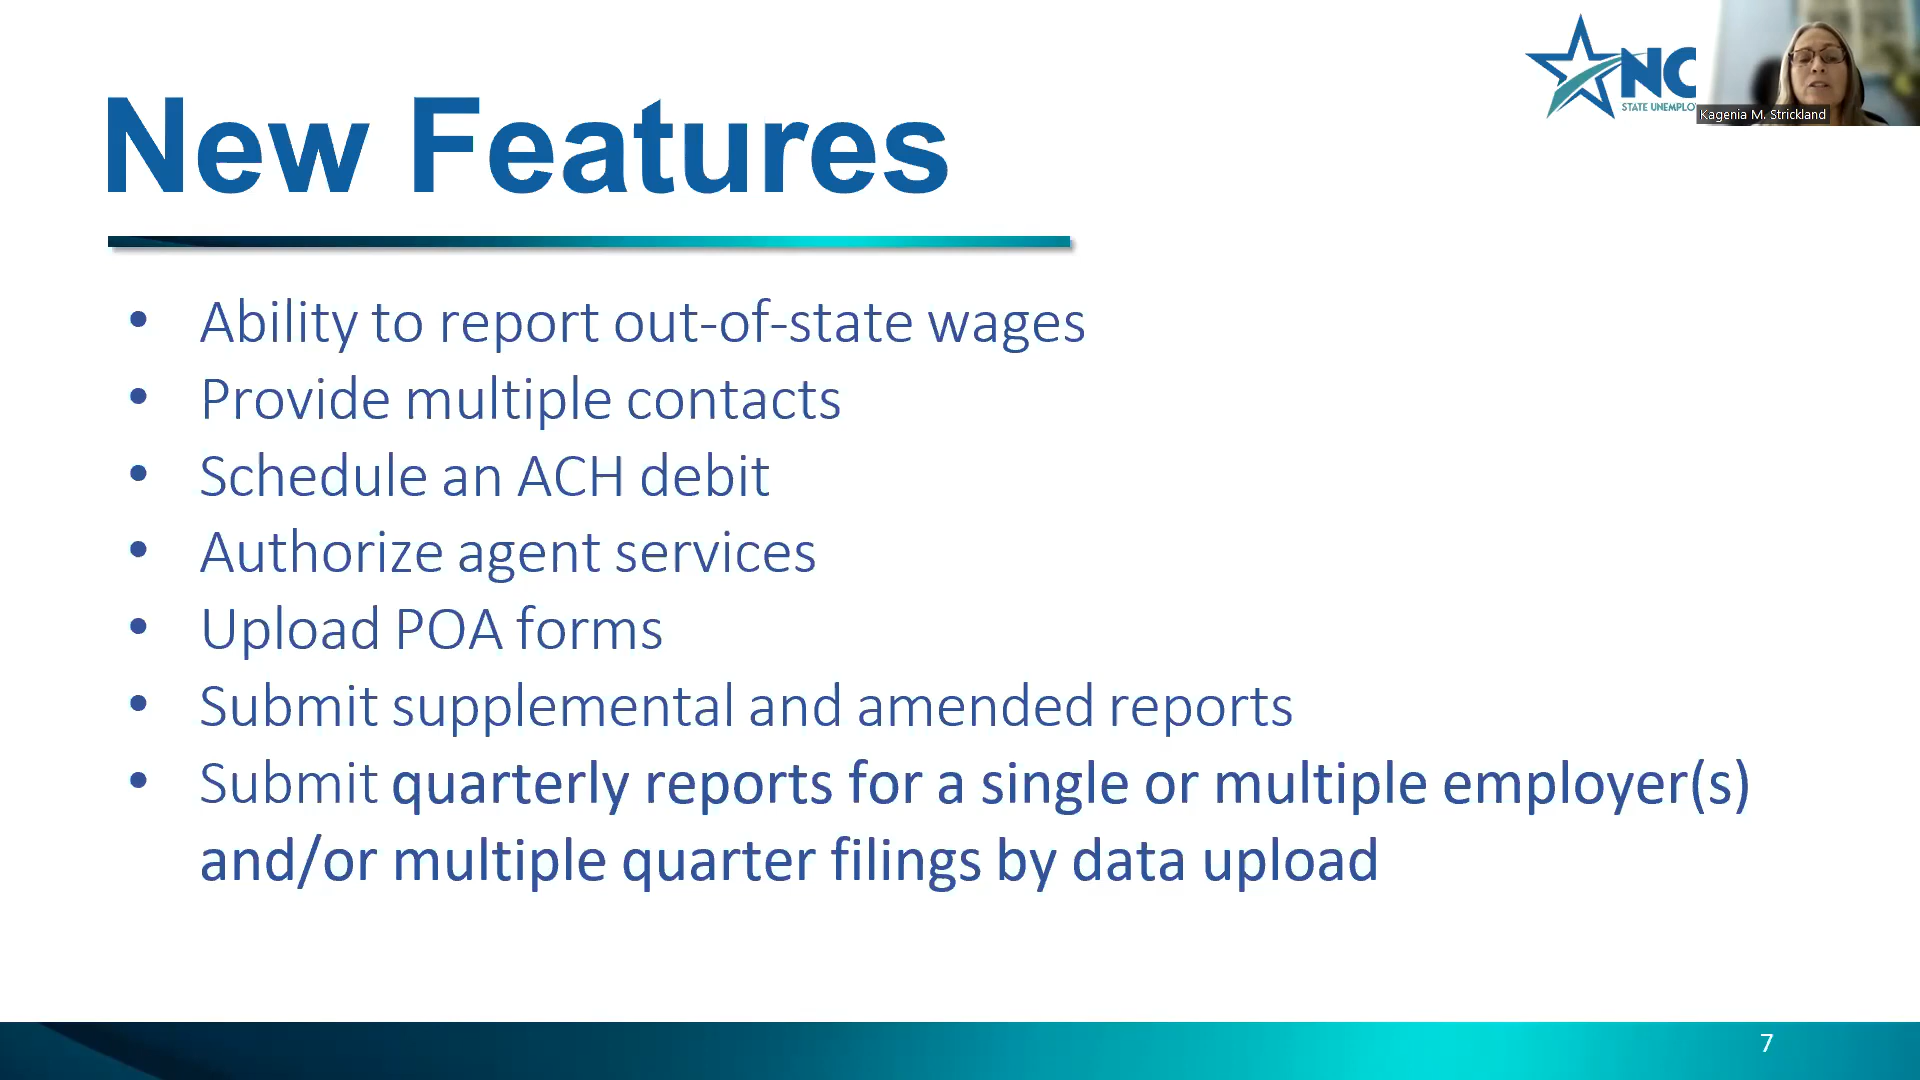 New Features
NC
STATE UNEMPLO
Kagenia M. Strickland
• Ability to report out-of-state wages
• Provide multiple contacts
• Schedule an ACH debit
• Authorize agent services
• Upload POA forms
• Submit supplemental and amended reports
• Submit quarterly reports for a single or multiple employer(s)
and/or multiple quarter filings by data upload
7